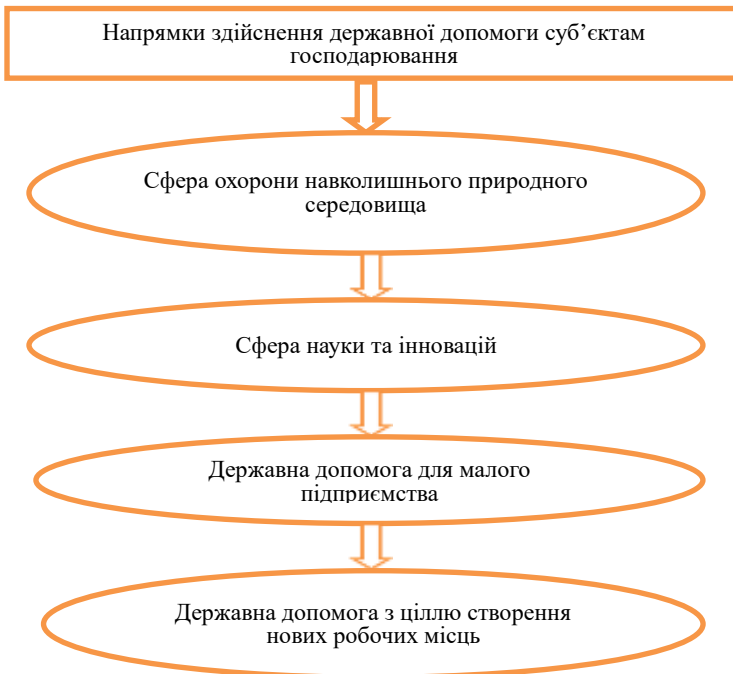 Напрямки здійснення державної допомоги суб’єктам
господарювання
Сфера охорони навколишнього природного
середовища
Сфера науки та інновацій
Державна допомога для малого
підприємства
Державна допомога з ціллю створення
нових робочих місць